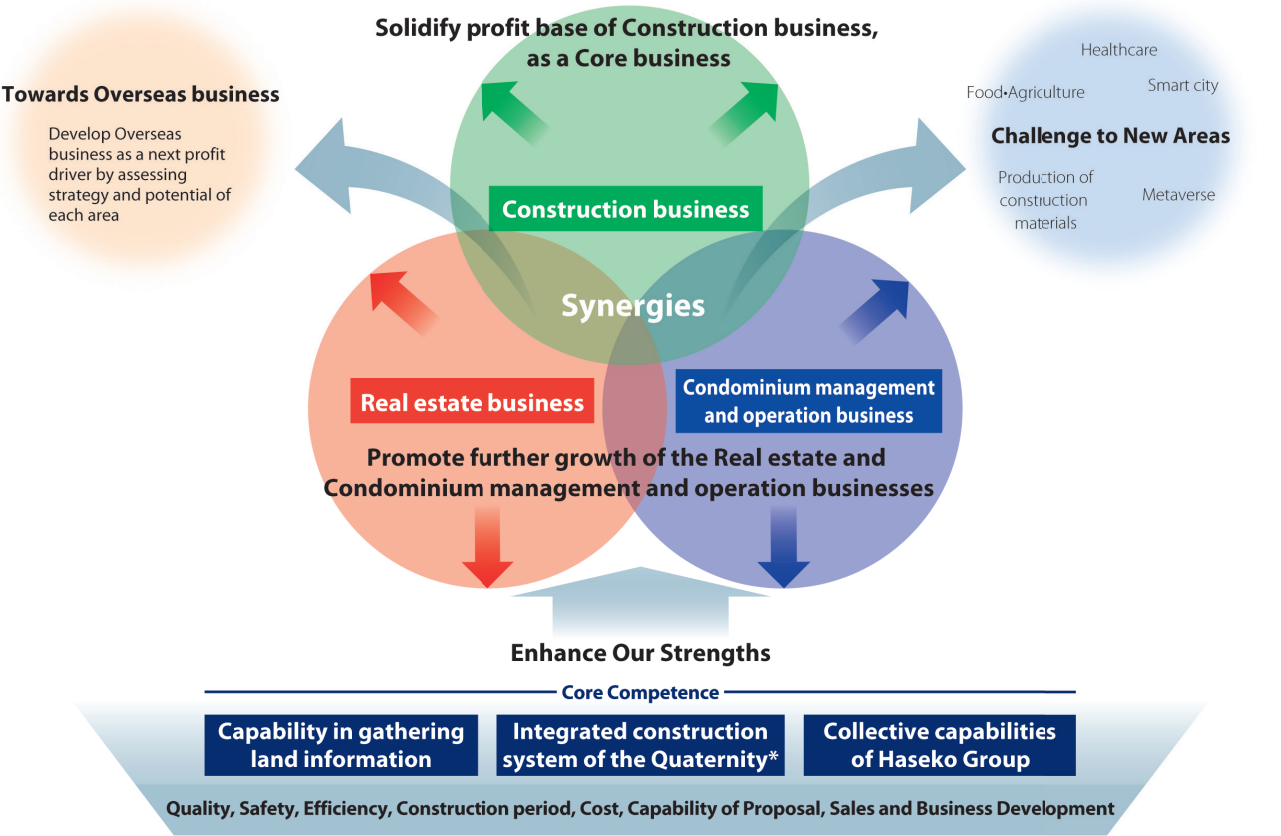 Solidify profit base of Construction business,
as a Core business
Towards Overseas business
Develop Overseas
business as a next profit
driver by assessing
strategy and potential of
each area
Healthcare
Food•Agriculture
Smart city
Challenge to New Areas
Production of
construction
materials
Metaverse
Construction business
Synergies
Real estate business
Condominium management
and operation business
Promote further growth of the Real estate and
Condominium management and operation businesses
Enhance Our Strengths
Core Competence
Capability in gathering
land information
Integrated construction
system of the Quaternity*
Collective capabilities
of Haseko Group
Quality, Safety, Efficiency, Construction period, Cost, Capability of Proposal, Sales and Business Development